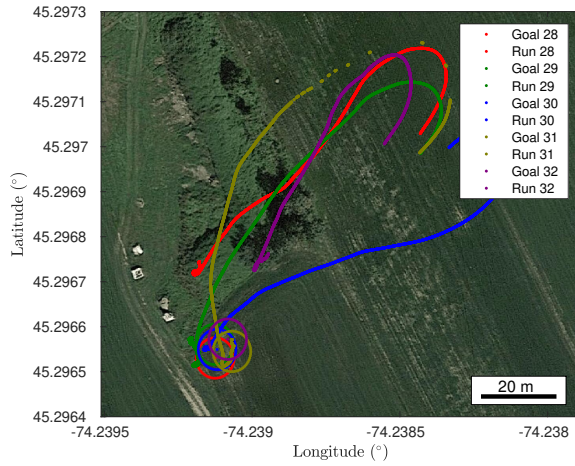 45.2973
45.2972
45.2971
45.297
45.2969
45.2968
45.2967
45.2966
45.2965
45.2964
Latitude (°)
Goal 28
Run 28
Goal 29
Run 29
Goal 30
Run 30
Goal 31
Run 31
Goal 32
Run 32
20 m
-74.2395
-74.239
-74.2385
-74.238
Longitude (°)